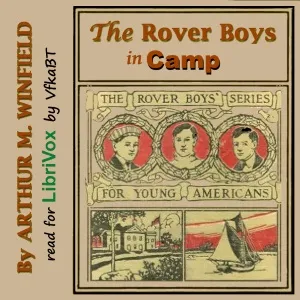 The Rover Boys
in Camp
By ARTHUR M. WINFIELD
read for LibriVox by VfkaBT
THE ROVER BOYS' SERIES
FOR YOUNG AMERICANS